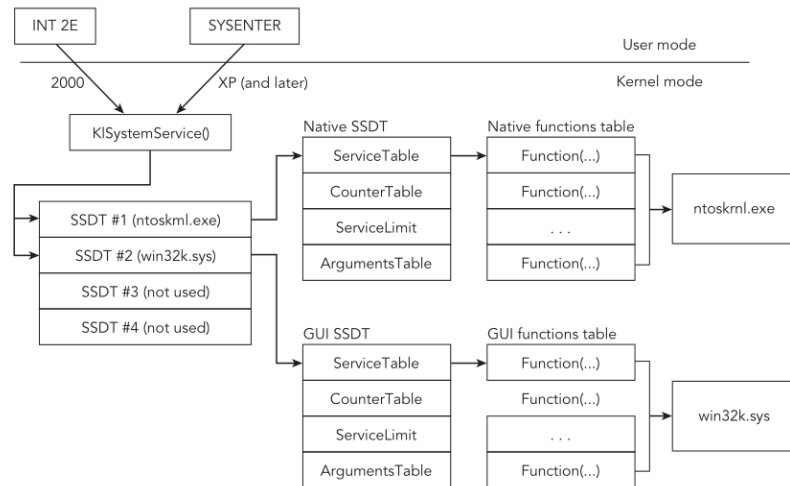 INT 2E
SYSENTER
User mode
2000
XP (and later)
Kernel mode
KlSystemService()
Native SSDT
Native functions table
ServiceTable
Function(...)
CounterTable
Function(...)
ntoskrnl.exe
SSDT #1 (ntoskml.exe)
ServiceLimit
. . .
SSDT #2 (win32k.sys)
ArgumentsTable
Function(...)
SSDT #3 (not used)
SSDT #4 (not used)
GUI SSDT
GUI functions table
ServiceTable
Function(...)
CounterTable
Function(...)
win32k.sys
ServiceLimit
. . .
ArgumentsTable
Function(...)